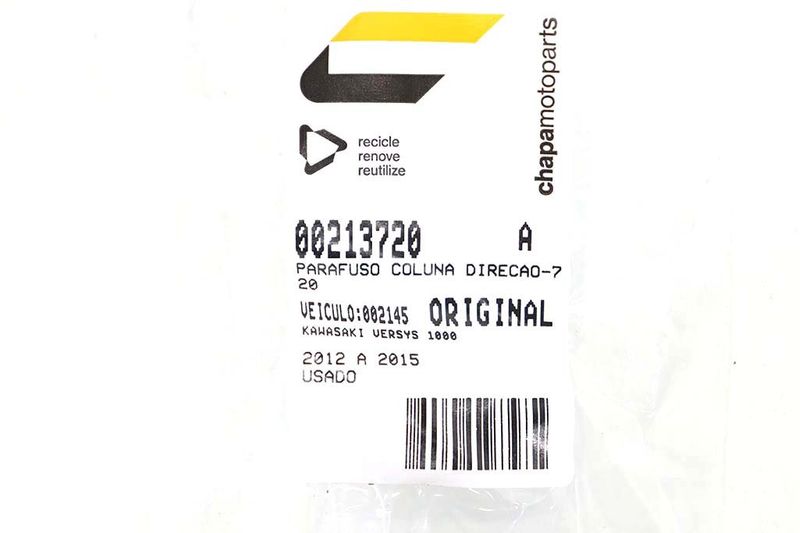 chapamotoparts
recicle
renove
reutilize
00213720 A
PARAFUSO COLUNA DIRECAO-7
20
VEICULO:002145 ORIGINAL
KAWASAKI VERSYS 1000
2012 A 2015
USADO